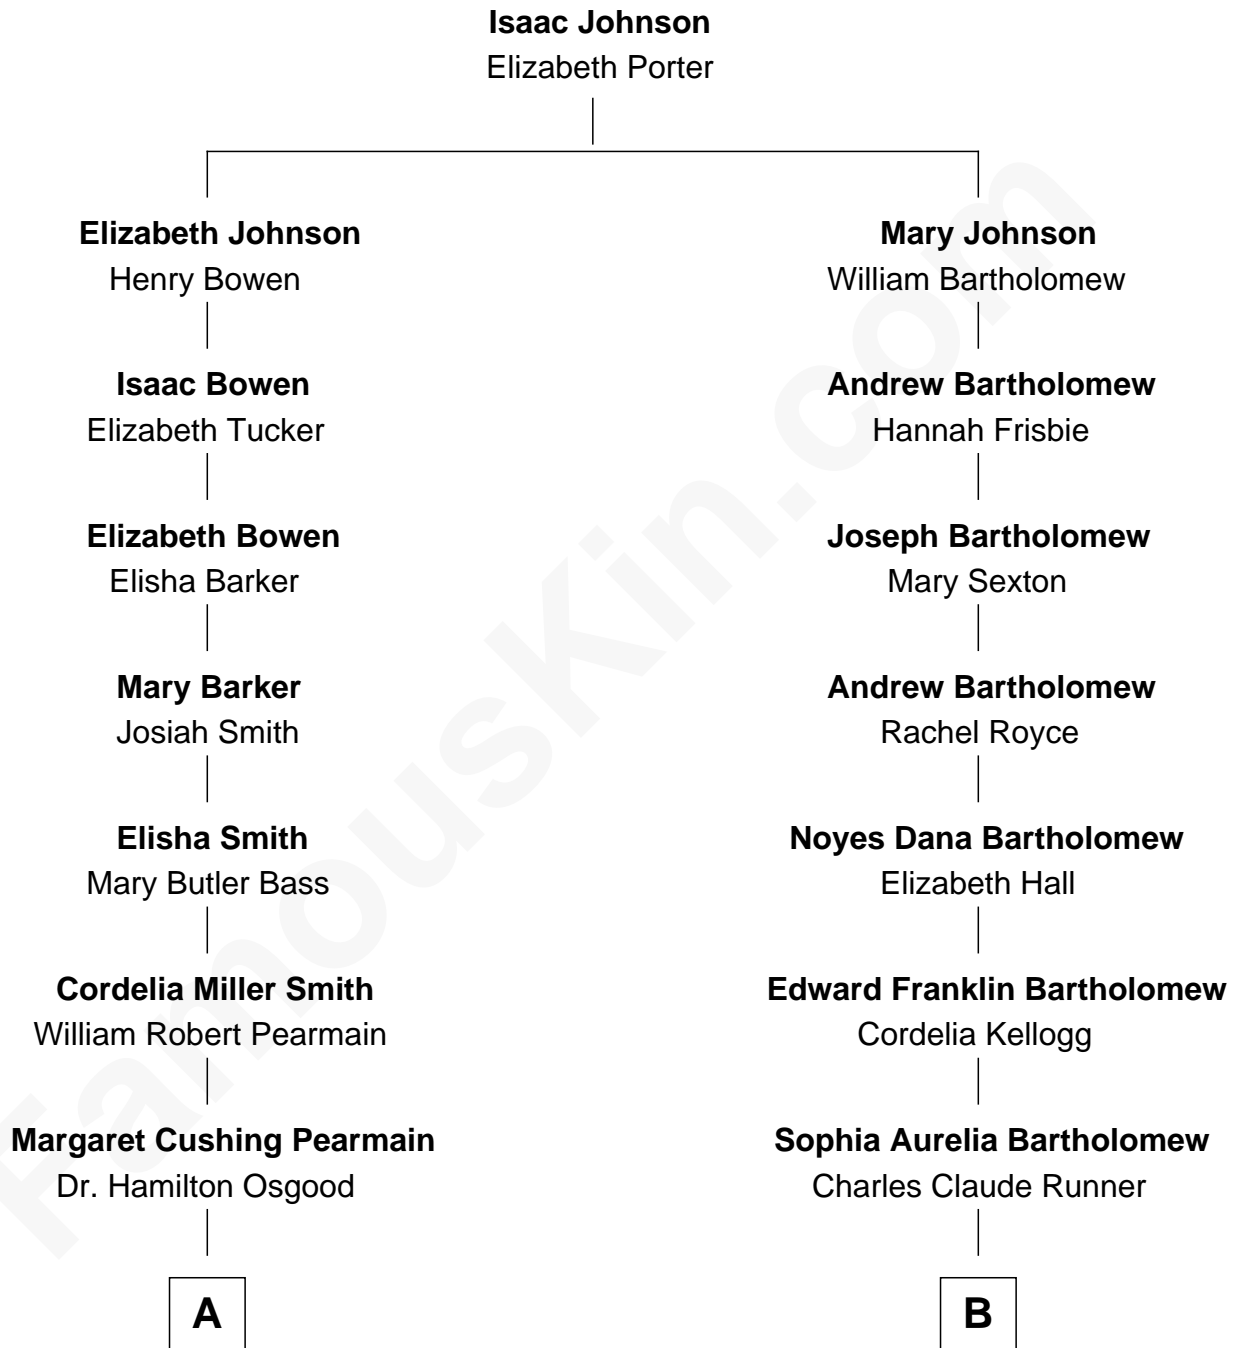 Isaac Johnson
Elizabeth Porter
Elizabeth Johnson
Henry Bowen
Mary Johnson
William Bartholomew
Isaac Bowen
Elizabeth Tucker
Andrew Bartholomew
Hannah Frisbie
Elizabeth Bowen
Elisha Barker
Joseph Bartholomew
Mary Sexton
Mary Barker
Josiah Smith
Andrew Bartholomew
Rachel Royce
Elisha Smith
Mary Butler Bass
Noyes Dana Bartholomew
Elizabeth Hall
Cordelia Miller Smith
William Robert Pearmain
Edward Franklin Bartholomew
Cordelia Kellogg
Margaret Cushing Pearmain
Dr. Hamilton Osgood
Sophia Aurelia Bartholomew
Charles Claude Runner
A
B
FamousKin.com